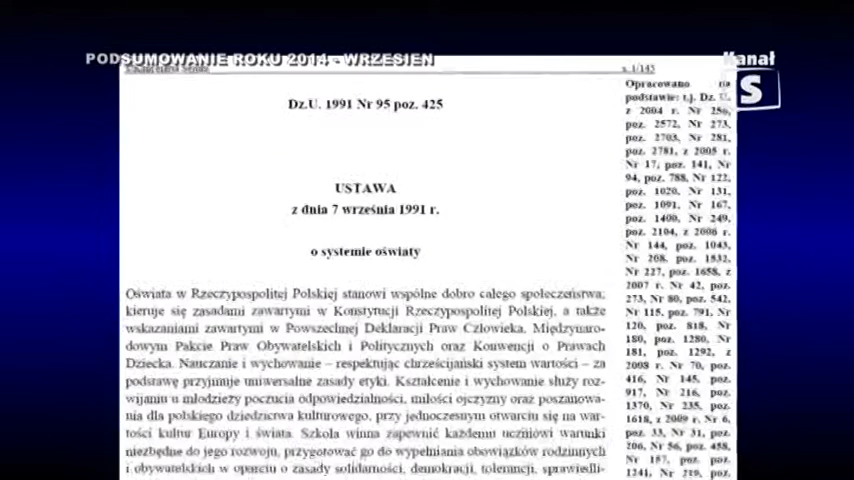 PODSUMOWANIE ROKU 2014 - WRZESIEŃ
Kanał
S
s. 1/143
Dz.U. 1991 Nr 95 poz. 425
USTAWA
z dnia 7 września 1991 r.
o systemie oświaty
Oświata w Rzeczypospolitej Polskiej stanowi wspólne dobro całego społeczeństwa;
kieruje się zasadami zawartymi w Konstytucji Rzeczypospolitej Polskiej, a także
wskazaniami zawartymi w Powszechnej Deklaracji Praw Człowieka, Międzynaro-
dowym Pakcie Praw Obywatelskich i Politycznych oraz Konwencji o Prawach
Dziecka. Nauczanie i wychowanie – respektując chrześcijański system wartości – za
podstawę przyjmuje uniwersalne zasady etyki. Kształcenie i wychowanie służy roz-
wijaniu u młodzieży poczucia odpowiedzialności, miłości ojczyzny oraz poszanowa-
nia dla polskiego dziedzictwa kulturowego, przy jednoczesnym otwarciu się na war-
tości kultur Europy i świata. Szkoła winna zapewnić każdemu uczniowi warunki
niezbędne do jego rozwoju, przygotować go do wypełniania obowiązków rodzinnych
i obywatelskich w oparciu o zasady solidarności, demokracji, tolerancji, sprawiedli-
Opracowano na
podstawie: t.j. Dz. U.
z 2004 r. Nr 256,
poz. 2572, Nr 273,
poz. 2703, Nr 281,
poz. 2781, z 2005 r.
Nr 17, poz. 141, Nr
94, poz. 788, Nr 122,
poz. 1020, Nr 131,
poz. 1091, Nr 167,
poz. 1400, Nr 249,
poz. 2104, z 2006 r.
Nr 144, poz. 1043,
Nr 208, poz. 1532,
Nr 227, poz. 1658, z
2007 r. Nr 42, poz.
273, Nr 80, poz. 542,
Nr 115, poz. 791, Nr
120, poz. 818, Nr
180, poz. 1280, Nr
181, poz. 1292, z
2008 r. Nr 70, poz.
416, Nr 145, poz.
917, Nr 216, poz.
1370, Nr 235, poz.
1618, z 2009 r. Nr 6,
poz. 33, Nr 31, poz.
206, Nr 56, poz. 458,
Nr 157, poz. poz.
1241, Nr 219, poz.